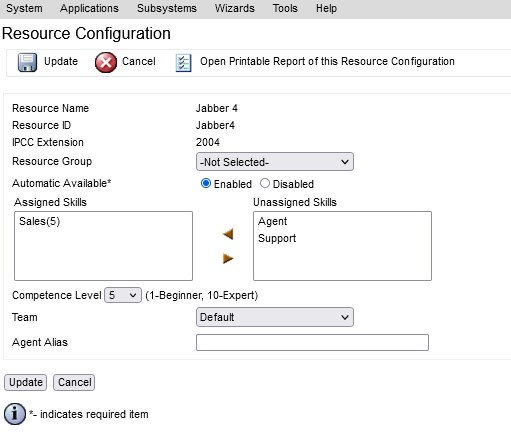 System Applications Subsystems Wizards Tools Help
Resource Configuration
Update Cancel Open Printable Report of this Resource Configuration
Resource Name Jabber 4
Resource ID Jabber4
IPCC Extension 2004
Resource Group -Not Selected-
Automatic Available* Enabled Disabled
Assigned Skills Unassigned Skills
Sales(5) Agent
Support
Competence Level 5 (1-Beginner, 10-Expert)
Team Default
Agent Alias
Update Cancel
*- indicates required item